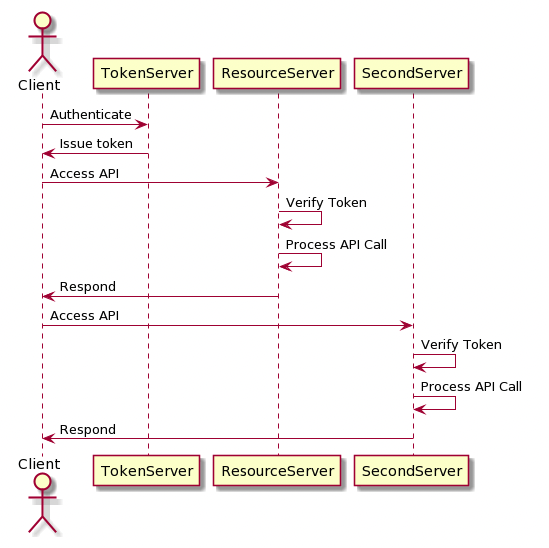 Client
TokenServer
ResourceServer
SecondServer
Authenticate
Issue token
Access API
Verify Token
Process API Call
Respond
Access API
Verify Token
Process API Call
Respond
Client
TokenServer
ResourceServer
SecondServer